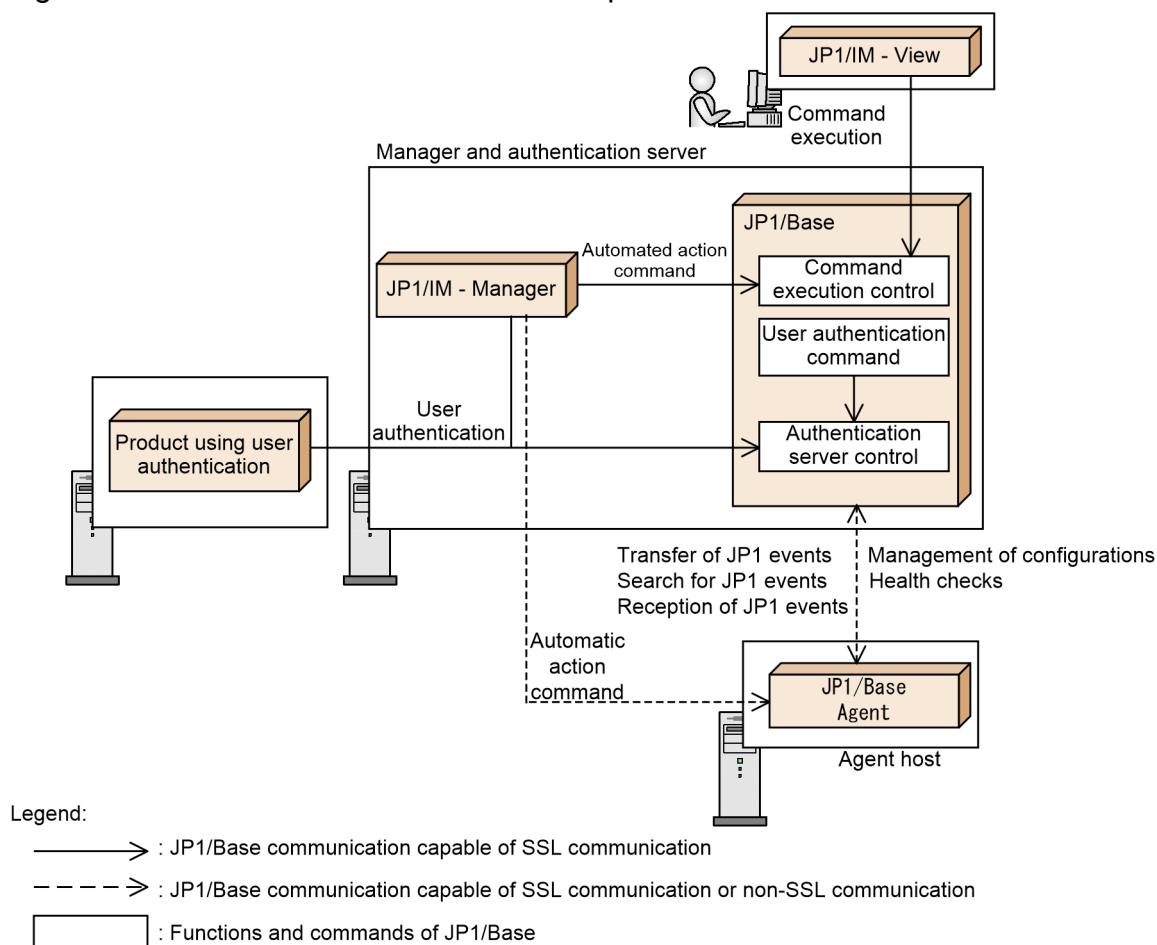 JP1/IM - View
Command
execution
Manager and authentication server
JP1/Base
Automated action
command
Command
execution control
JP1/IM - Manager
User authentication
command
User
authentication
Product using user
authentication
Authentication
server control
Transfer of JP1 events
Search for JP1 events
Reception of JP1 events
Management of configurations
Health checks
Automatic
action
command
JP1/Base
Agent
Agent host
Legend:
: JP1/Base communication capable of SSL communication
: JP1/Base communication capable of SSL communication or non-SSL communication
: Functions and commands of JP1/Base